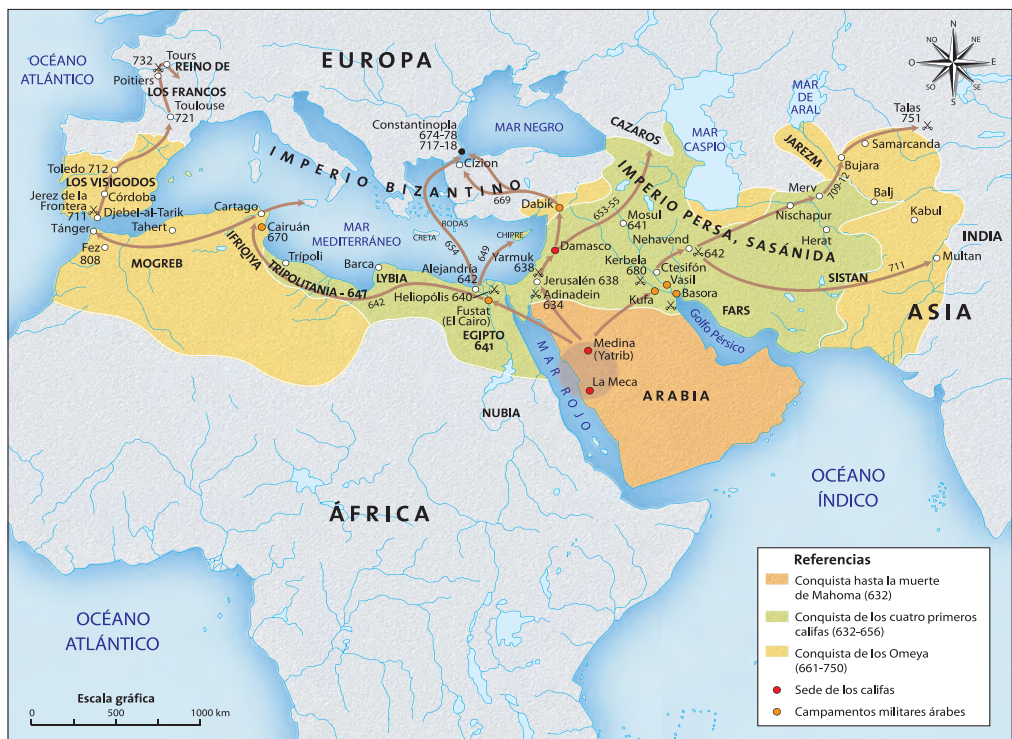 OCÉANO
ATLÁNTICO
EUROPA
732
Tours
REINO DE
Poitiers
LOS FRANCOS
Toulouse
721
N
NO
NE
O
E
SO
SE
S
MAR
DE ARAL
Talas
751
CAZAROS
MAR
CASPIO
JAREZM
Samarcanda
Bujara
Constantinopla
674-78
717-18
MAR NEGRO
Cízion
IMPERIO BIZANTINO
669
Toledo 712
LOS VISIGODOS
Córdoba
Jerez de la
Frontera
711
Djebel-al-Tarik
Tánger
Tahert
Fez
808
MOGREB
Cartago
Cairuán
670
IFRIQIYA
Trípoli
TRIPOLITANIA - 647
MAR
MEDITERRÁNEO
Barca
LYBIA
642
CRETA
RODAS
654
649
CHIPRE
Yarmuk
638
Alejandría
642
Heliopólis 640
Fustat
(El Cairo)
EGIPTO
641
Dabik
653-55
IMPERIO PERSA, SASÁNIDA
Mosul
641
Damasco
Nehavend
642
Kerbela
680
Ctesifón
Vasil
Kufa
Basora
Jerusalén 638
Adinadein
634
709-12
Merv
Nischapur
Balj
Herat
Kabul
INDIA
Multan
711
SISTAN
FARS
ASIA
Golfo Pérsico
MAR ROJO
Medina
(Yatrib)
La Meca
ARABIA
NUBIA
ÁFRICA
OCÉANO
ÍNDICO
OCÉANO
ATLÁNTICO
Referencias
Conquista hasta la muerte
de Mahoma (632)
Conquista de los cuatro primeros
califas (632-656)
Conquista de los Omeya
(661-750)
Sede de los califas
Campamentos militares árabes
Escala gráfica
0
500
1000 km